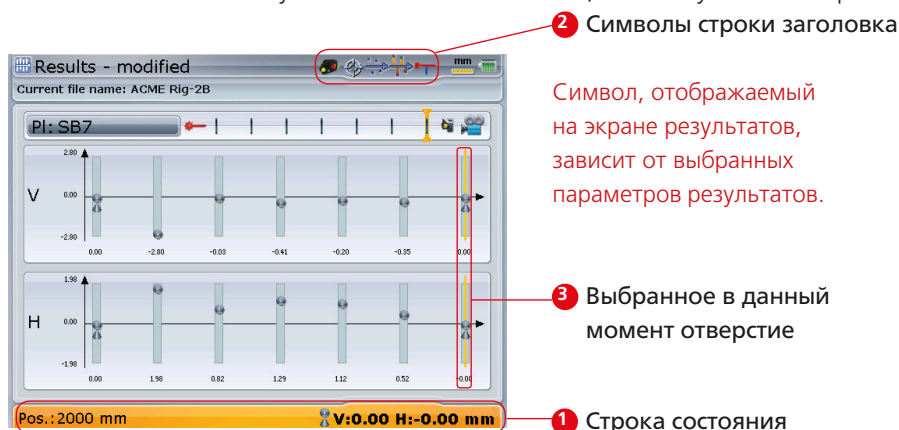 2 Символы строки заголовка
Results - modified
mm
Current file name: ACME Rig-2B
Символ, отображаемый
на экране результатов,
зависит от выбранных
параметров результатов.
Pl: SB7
2.80
V 0.00
-2.80
0.00 -2.80 -0.03 -0.41 -0.20 -0.35 0.00
1.98
H 0.00
-1.98
0.00 1.98 0.82 1.29 1.12 0.52 -0.00
3 Выбранное в данный
момент отверстие
Pos.:2000 mm V:0.00 H:-0.00 mm
1 Строка состояния